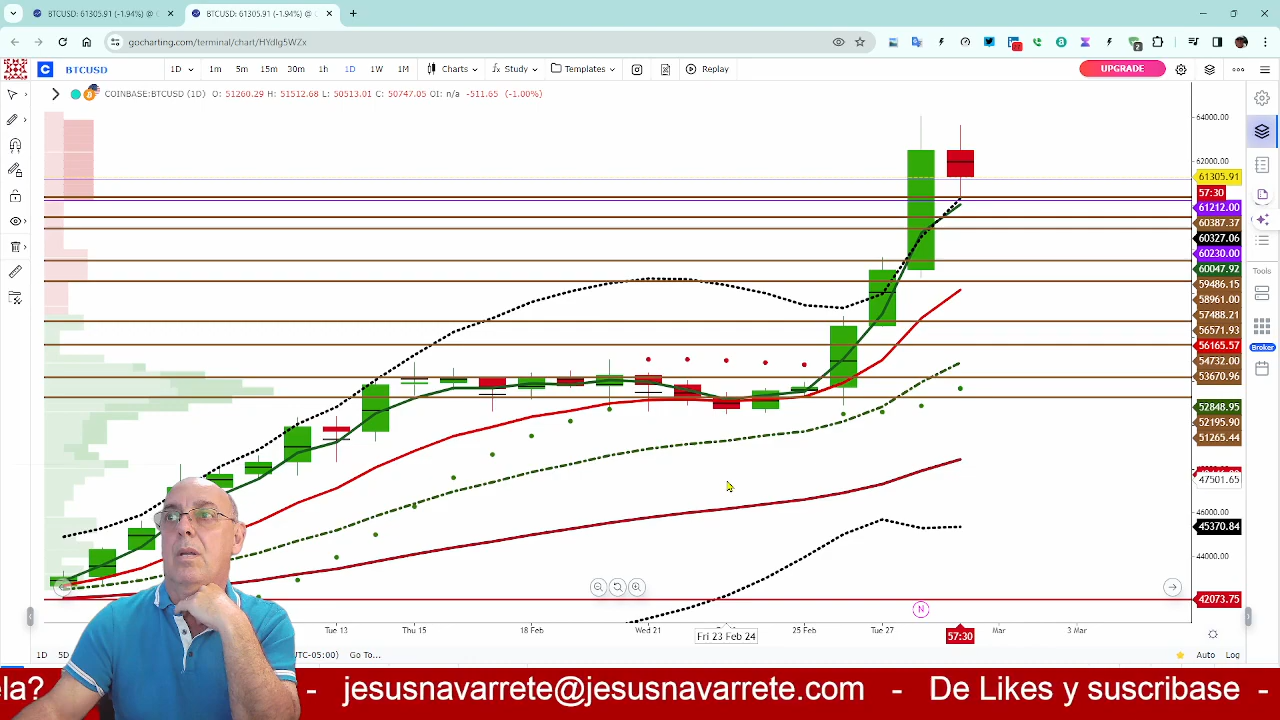 BTCUSD: 61305.91 (-1.94%) @ G
BTCUSD: 61305.91 (-1.94%) @ G
gocharting.com/terminal/chart/HYdlg5WZx
BTCUSD 1D 1m 5m 15m 30m 1h 1D 1W 1M Charts Study Templates Replay UPGRADE
COINBASE:BTCUSD (1D) O: 51260.29 H: 51512.68 L: 50513.01 C: 50747.05 OI: n/a -511.65 (-1.00%)
64000.00
61305.91
57:30
61212.00
60387.37
60327.06
60230.00
60047.92
59486.15
58961.00
57488.21
56571.93
56165.57
54732.00
53670.96
52848.95
52195.90
51265.44
47501.65
46000.00
45370.84
44000.00
42073.75
Tools
Broker
N
Tue 13 Thu 15 18 Feb Wed 21 Fri 23 Feb 24 25 Feb Tue 27 57:30 Mar 3 Mar
1D 5D UTC-05:00) Go To... Auto Log
ela? - jesusnavarrete@jesusnavarrete.com - De Likes y suscribase -